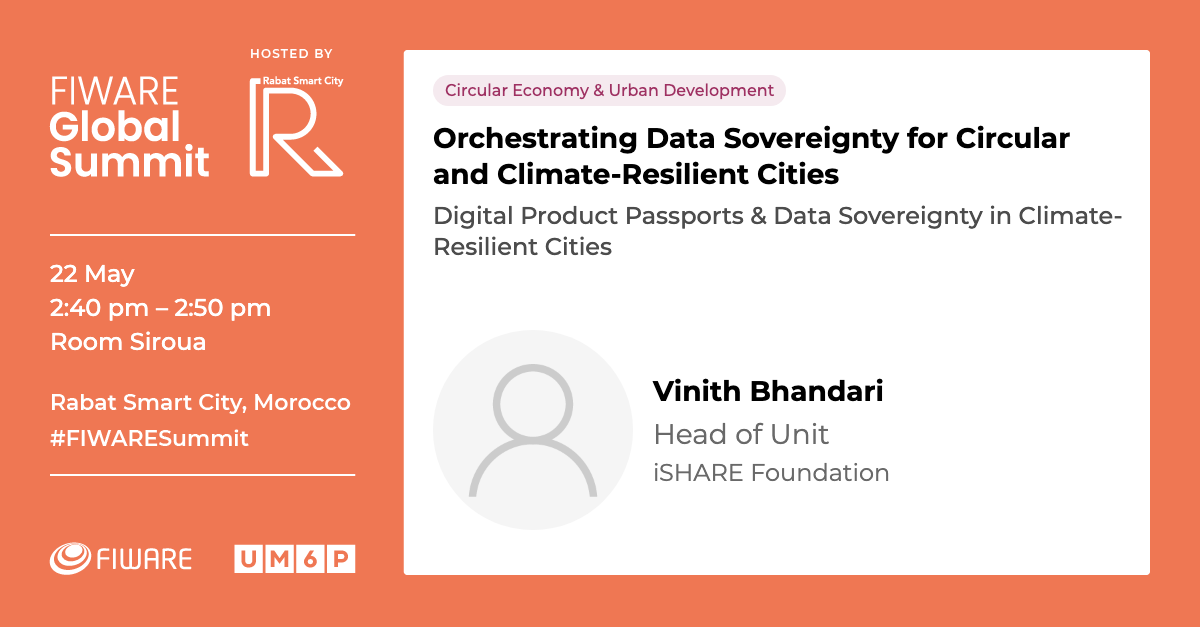 HOSTED BY
FIWARE
Global
Summit
Rabat Smart City
R
22 May
2:40 pm – 2:50 pm
Room Siroua
Rabat Smart City, Morocco
#FIWARESummit
FIWARE
UM6P
Circular Economy & Urban Development
Orchestrating Data Sovereignty for Circular
and Climate-Resilient Cities
Digital Product Passports & Data Sovereignty in Climate-
Resilient Cities
Vinith Bhandari
Head of Unit
iSHARE Foundation